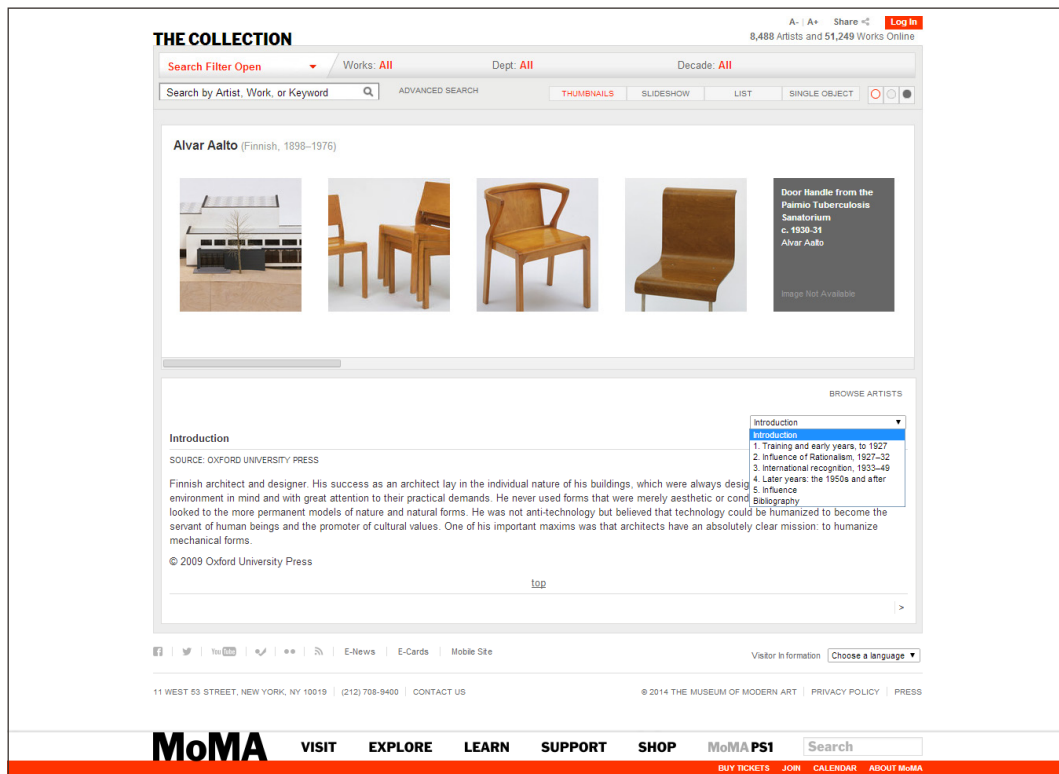 A- | A+ Share Log In
THE COLLECTION
8,488 Artists and 51,249 Works Online
Search Filter Open Works: All Dept: All Decade: All
Search by Artist, Work, or Keyword ADVANCED SEARCH THUMBNAILS SLIDESHOW LIST SINGLE OBJECT
Alvar Aalto (Finnish, 1898–1976)
Door Handle from the
Paimio Tuberculosis
Sanatorium
c. 1930-31
Alvar Aalto
Image Not Available
BROWSE ARTISTS
Introduction
Introduction
Introduction
1. Training and early years, to 1927
2. Influence of Rationalism, 1927–32
3. International recognition, 1933–49
4. Later years: the 1950s and after
5. Influence
Bibliography
SOURCE: OXFORD UNIVERSITY PRESS
Finnish architect and designer. His success as an architect lay in the individual nature of his buildings, which were always
environment in mind and with great attention to their practical demands. He never used forms that were merely aesthetic or
looked to the more permanent models of nature and natural forms. He was not anti-technology but believed that technology could be humanized to become the
servant of human beings and the promoter of cultural values. One of his important maxims was that architects have an absolutely clear mission: to humanize
mechanical forms.
© 2009 Oxford University Press
top
>
You Tube E-News E-Cards Mobile Site Visitor Information Choose a language
11 WEST 53 STREET, NEW YORK, NY 10019 (212) 708-9400 CONTACT US © 2014 THE MUSEUM OF MODERN ART PRIVACY POLICY PRESS
MoMA VISIT EXPLORE LEARN SUPPORT SHOP MoMA PS1 Search
BUY TICKETS JOIN CALENDAR ABOUT MoMA